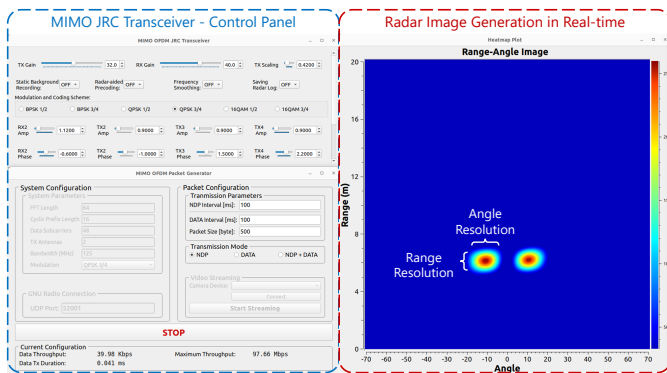 MIMO JRC Transceiver - Control Panel
MIMO OFDM JRC Transceiver
TX Gain 32.0 RX Gain 40.0 TX Scaling 0.4200
Static Background Recording: OFF Radar-aided Precoding: OFF Frequency Smoothing: OFF Saving Radar Log: OFF
Modulation and Coding Scheme:
BPSK 1/2 BPSK 3/4 QPSK 1/2 QPSK 3/4 16QAM 1/2 16QAM 3/4
RX2 Amp 1.1200 TX2 Amp 0.9000 TX3 Amp 0.9000 TX4 Amp 0.9000
RX2 Phase -0.6000 TX2 Phase -1.0000 TX3 Phase 1.5000 TX4 Phase 2.2000
MIMO OFDM Packet Generator
System Configuration
System Parameters
FFT Length 64
Cyclic Prefix Length 16
Data Subcarriers 48
TX Antennas 2
Bandwidth (MHz) 125
Modulation QPSK 3/4
GNU Radio Connection
UDP Port: 52001
Packet Configuration
Tranmission Parameters
NDP Interval [ms]: 100
DATA Interval [ms]: 100
Packet Size [byte]: 500
Transmission Mode
NDP DATA NDP + DATA
Video Streaming
Camera Device:
Connect
Start Streaming
STOP
Current Configuration
Data Throughput: 39.98 Kbps Maximum Throughput: 97.66 Mbps
Data Tx Duration: 0.041 ms
Radar Image Generation in Real-time
Heatmap Plot
Range-Angle Image
20
16
12
8
4
0
Range (m)
Angle Resolution
Range Resolution
-70 -60 -50 -40 -30 -20 -10 0 10 20 30 40 50 60 70
Angle